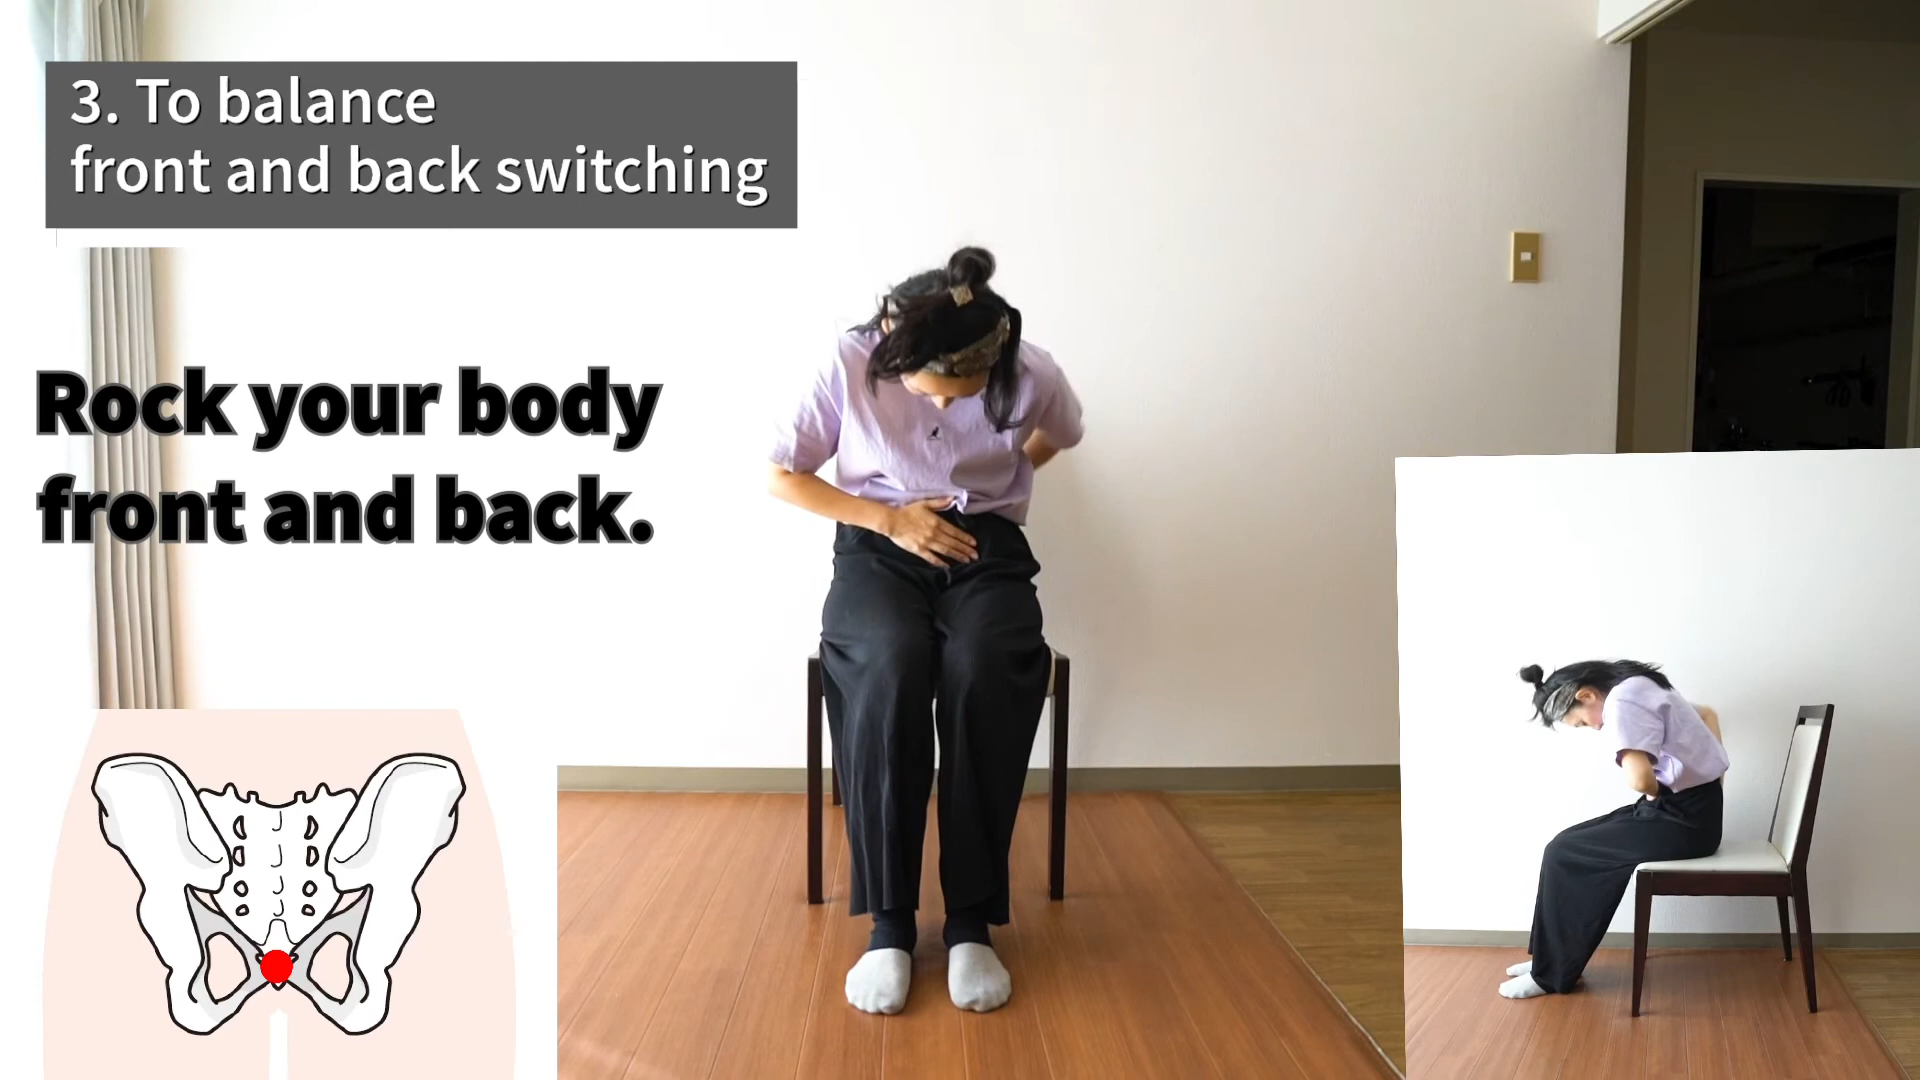 3. To balance
front and back switching
Rock your body
front and back.